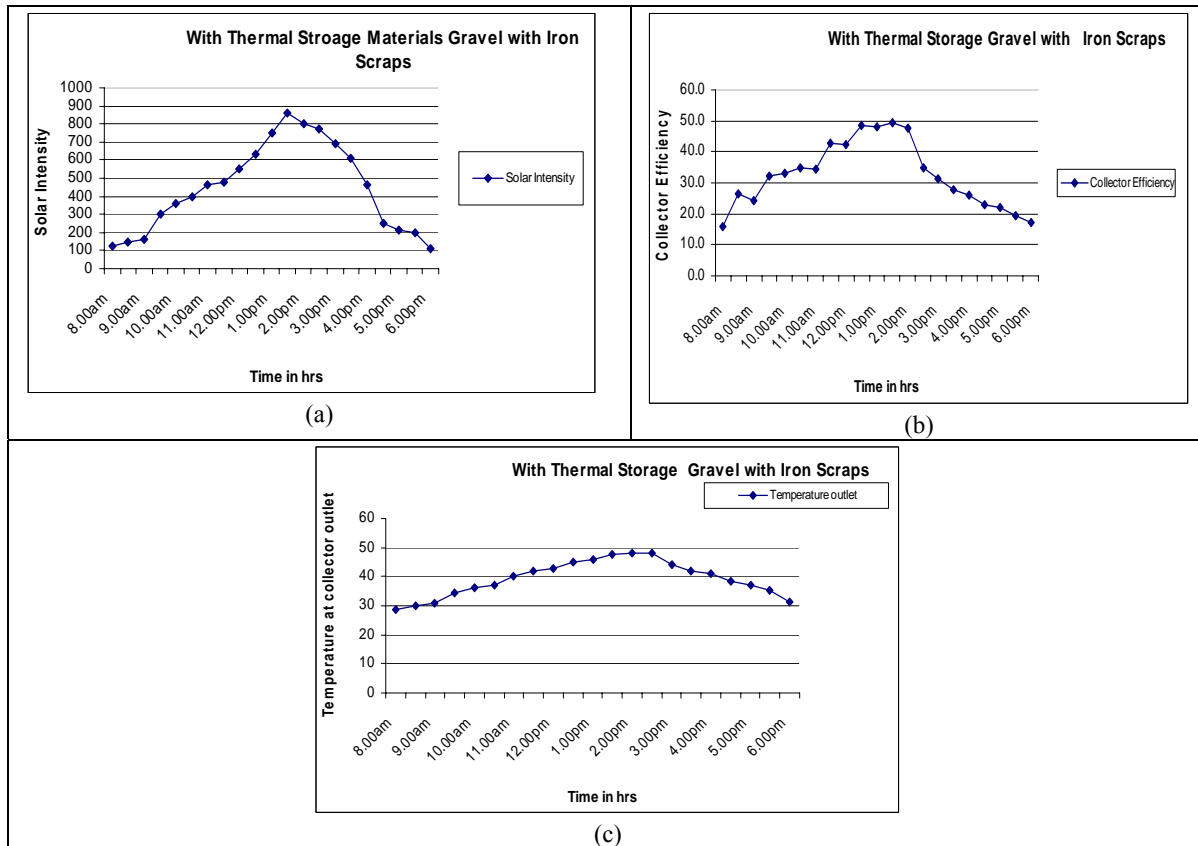 With Thermal Stroage Materials Gravel with Iron
Scraps
1000
900
800
700
600
500
400
300
200
100
0
Solar Intensity
8.00am
9.00am
10.00am
11.00am
12.00pm
1.00pm
2.00pm
3.00pm
4.00pm
5.00pm
6.00pm
Time in hrs
Solar Intensity
(a)
With Thermal Storage Gravel with Iron Scraps
60.0
50.0
40.0
30.0
20.0
10.0
0.0
Collector Efficiency
8.00am
9.00am
10.00am
11.00am
12.00pm
1.00pm
2.00pm
3.00pm
4.00pm
5.00pm
6.00pm
Time in hrs
Collector Efficiency
(b)
With Thermal Storage Gravel with Iron Scraps
Temperature outlet
60
50
40
30
20
10
0
Temperature at collector outlet
8.00am
9.00am
10.00am
11.00am
12.00pm
1.00pm
2.00pm
3.00pm
4.00pm
5.00pm
6.00pm
Time in hrs
(c)